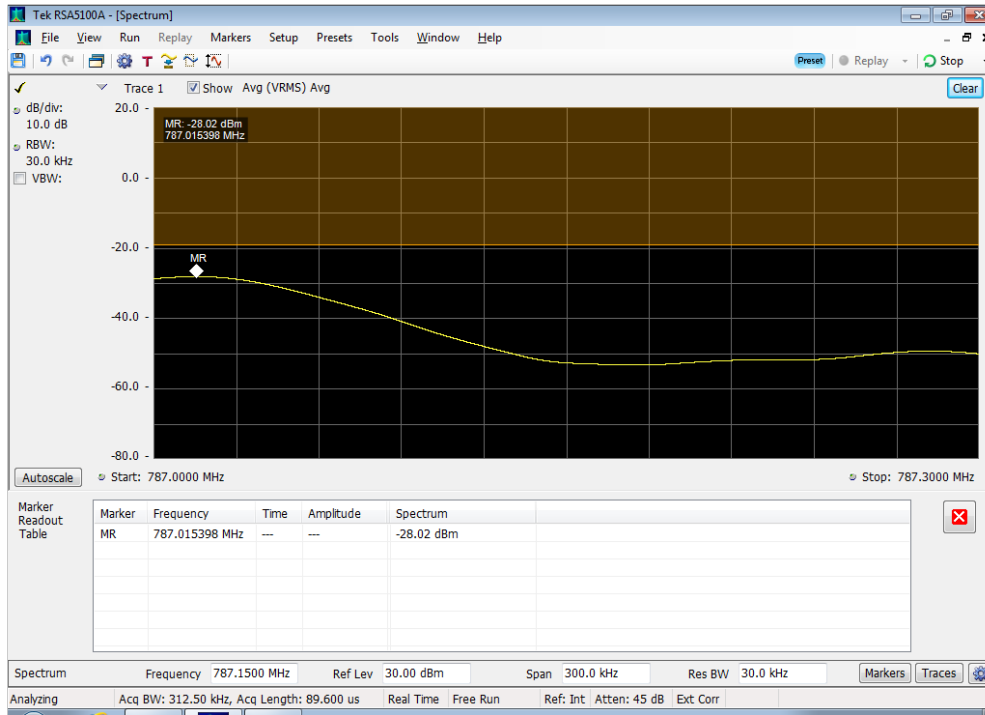 Tek RSA5100A - [Spectrum]
File View Run Replay Markers Setup Presets Tools Window Help
T Preset Replay Stop
Trace 1 Show Avg (VRMS) Avg Clear
dB/div:
10.0 dB
RBW:
30.0 kHz
VBW:
20.0
0.0
-20.0
-40.0
-60.0
-80.0
MR: -28.02 dBm
787.015398 MHz
MR
Autoscale Start: 787.0000 MHz Stop: 787.3000 MHz
Marker
Readout
Table
Marker Frequency Time Amplitude Spectrum
MR 787.015398 MHz --- --- -28.02 dBm
Spectrum Frequency 787.1500 MHz Ref Lev 30.00 dBm Span 300.0 kHz Res BW 30.0 kHz Markers Traces
Analyzing Acq BW: 312.50 kHz, Acq Length: 89.600 us Real Time Free Run Ref: Int Atten: 45 dB Ext Corr